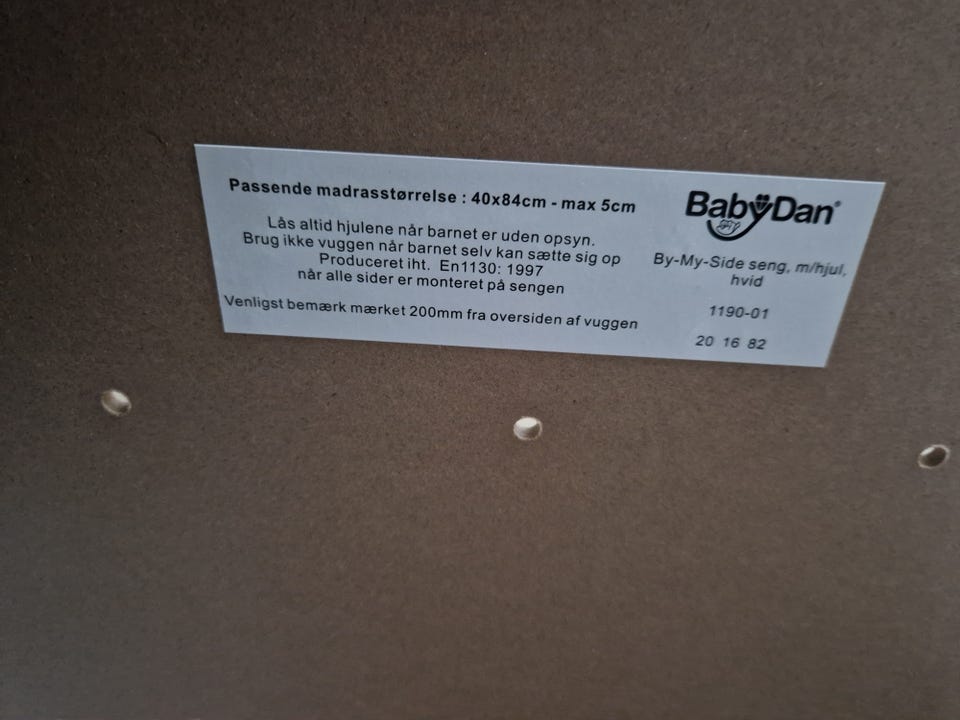 Passende madrasstørrelse : 40x84cm - max 5cm
Lås altid hjulene når barnet er uden opsyn.
Brug ikke vuggen når barnet selv kan sætte sig op
Produceret iht. En1130: 1997
når alle sider er monteret på sengen
Venligst bemærk mærket 200mm fra oversiden af vuggen
BabyDan®
By-My-Side seng, m/hjul,
hvid
1190-01
20 16 82